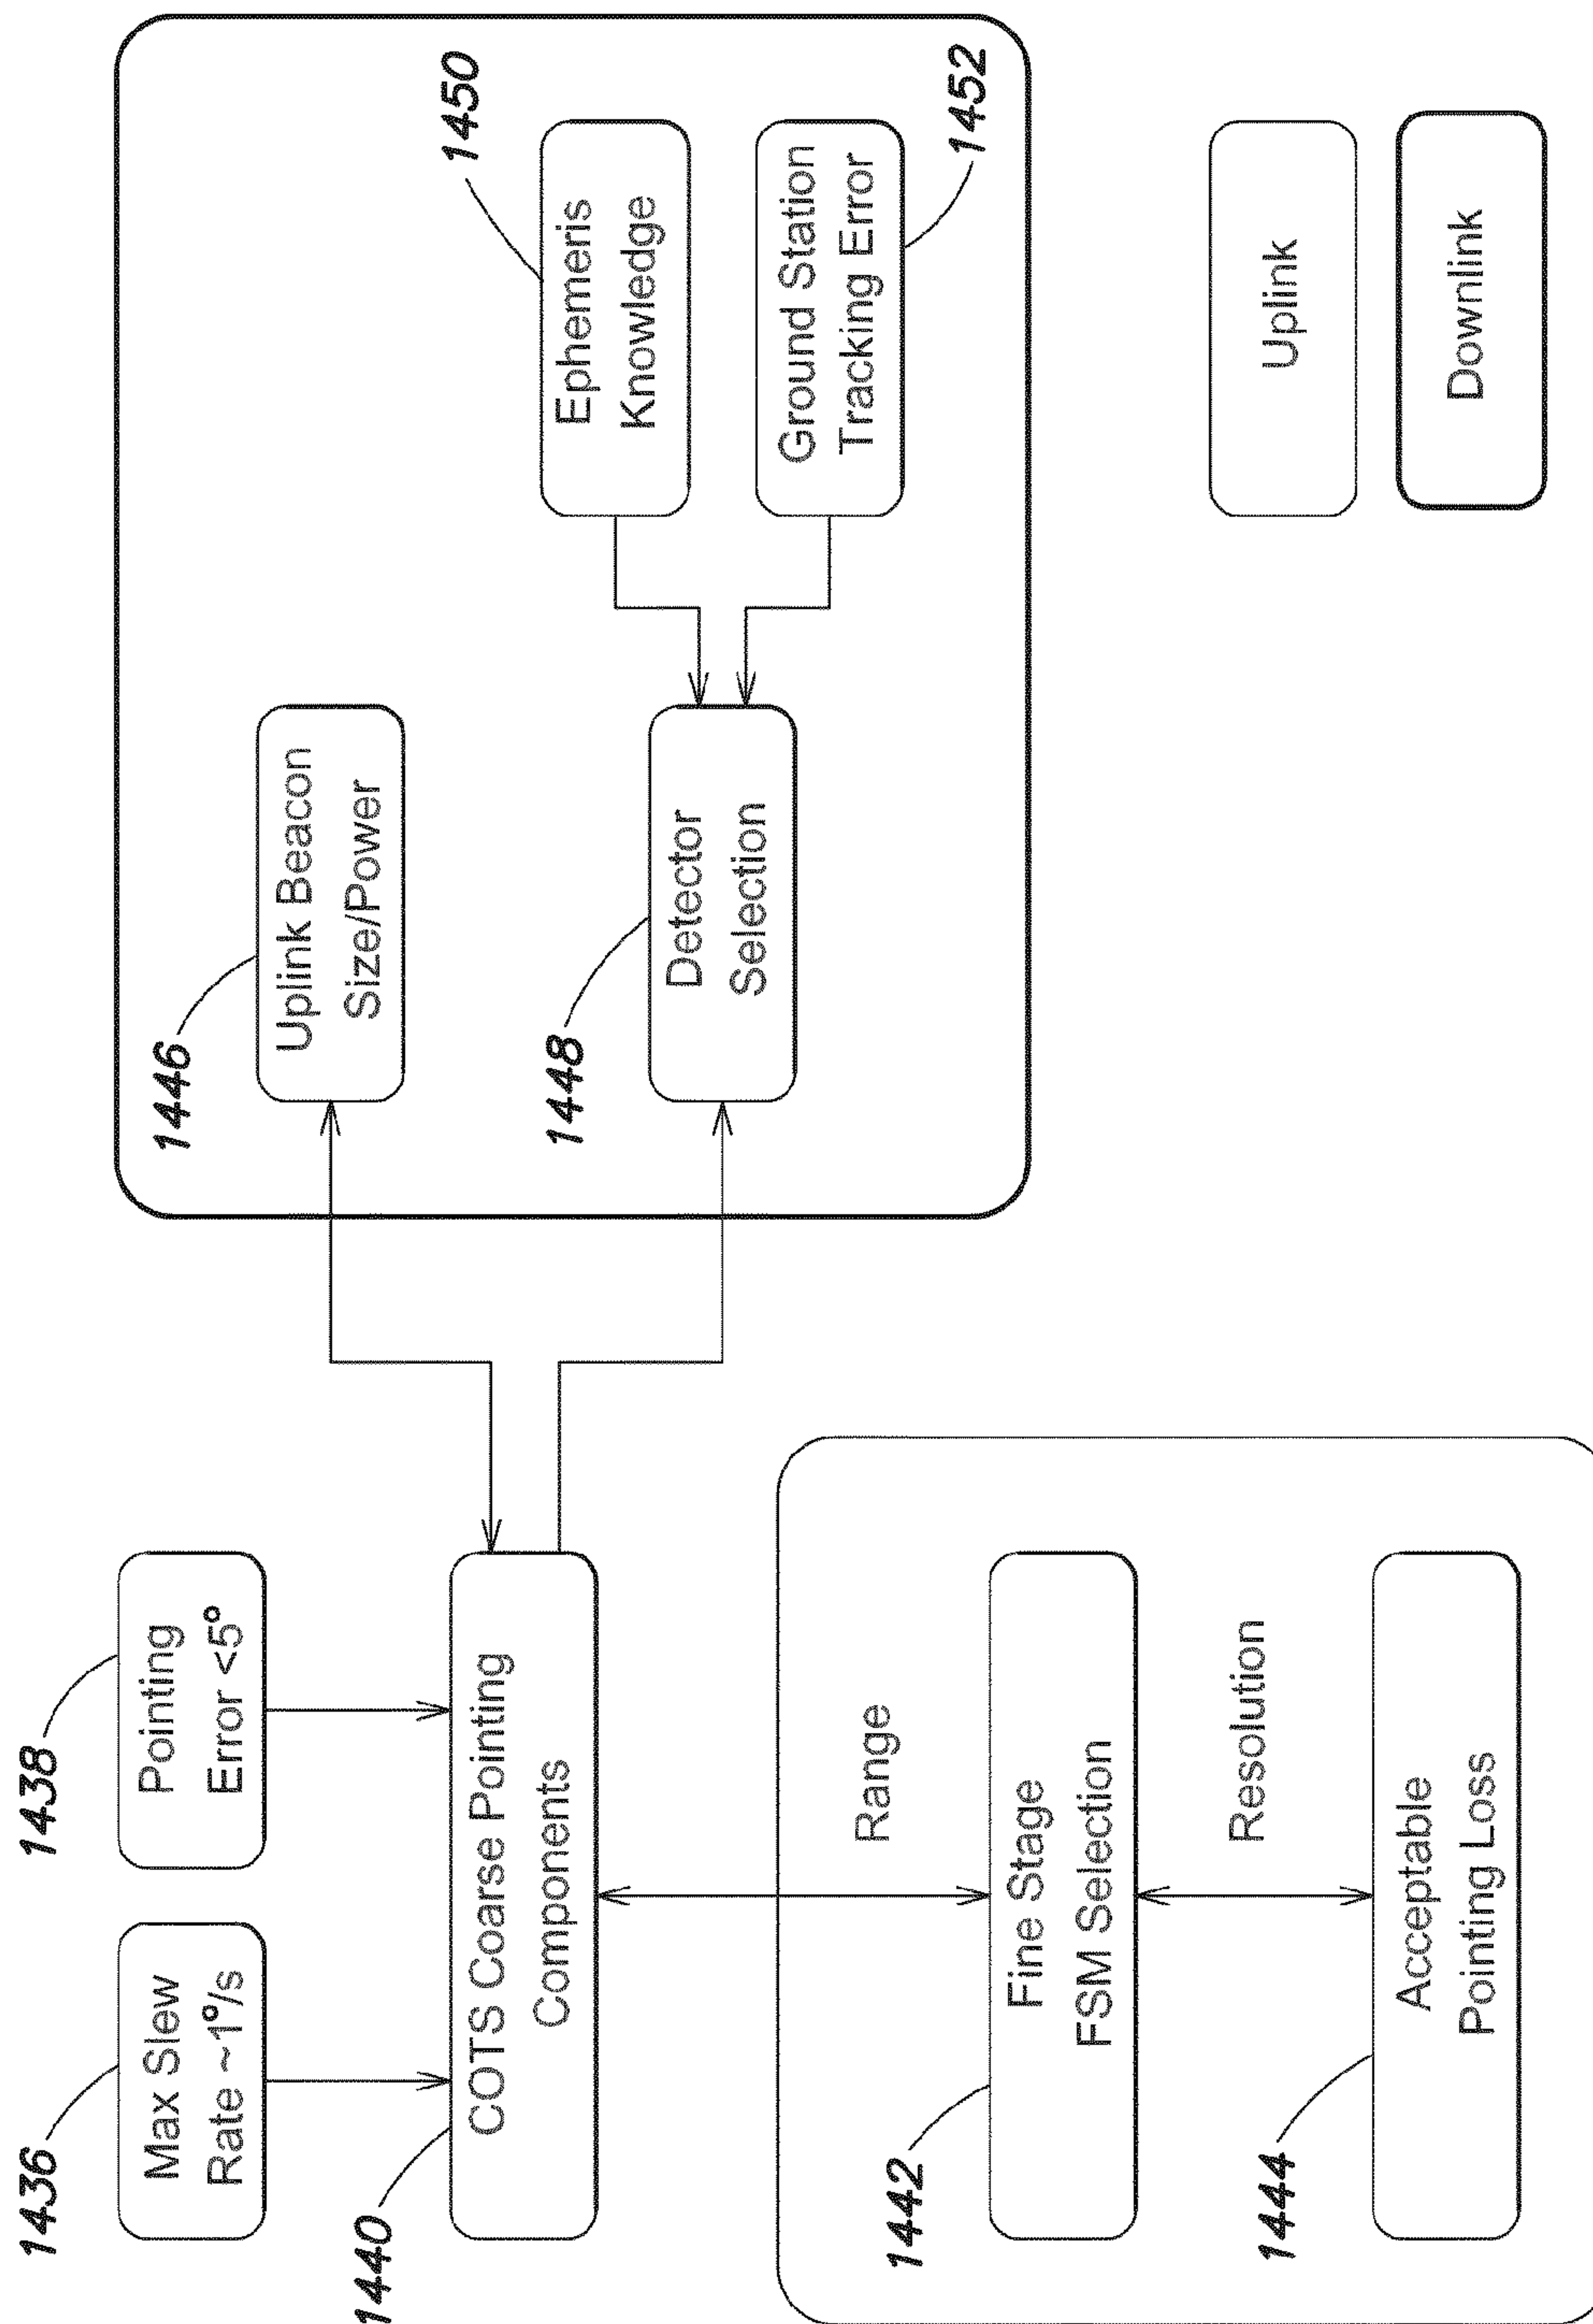 1436
Max Slew
Rate ~1°/s
1438
Pointing
Error <5°
1440
COTS Coarse Pointing
Components
Range
1442
Fine Stage
FSM Selection
Resolution
1444
Acceptable
Pointing Loss
1446
Uplink Beacon
Size/Power
1448
Detector
Selection
1450
Ephemeris
Knowledge
Ground Station
Tracking Error
1452
Uplink
Downlink